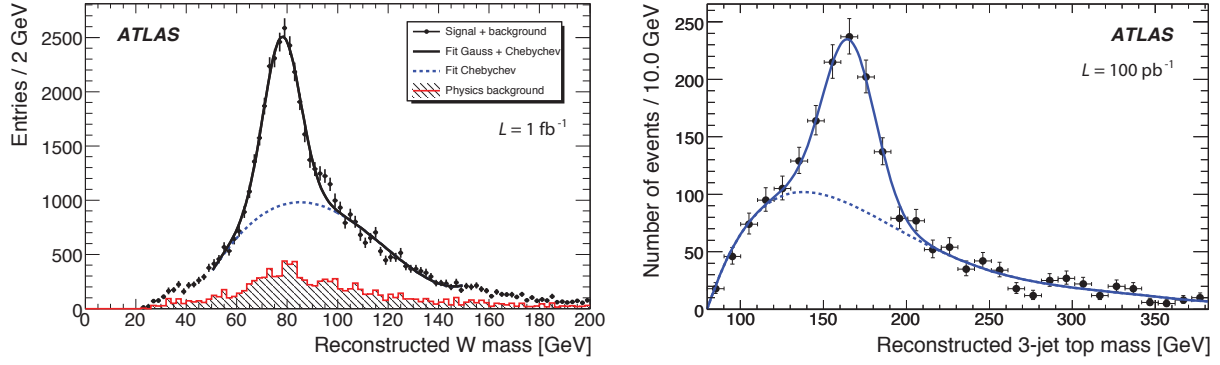 ATLAS
Signal + background
Fit Gauss + Chebychev
Fit Chebychev
Physics background
L = 1 fb-1
Entries / 2 GeV
2500
2000
1500
1000
500
0
0 20 40 60 80 100 120 140 160 180 200
Reconstructed W mass [GeV]
ATLAS
L = 100 pb-1
Number of events / 10.0 GeV
250
200
150
100
50
0
100 150 200 250 300 350
Reconstructed 3-jet top mass [GeV]